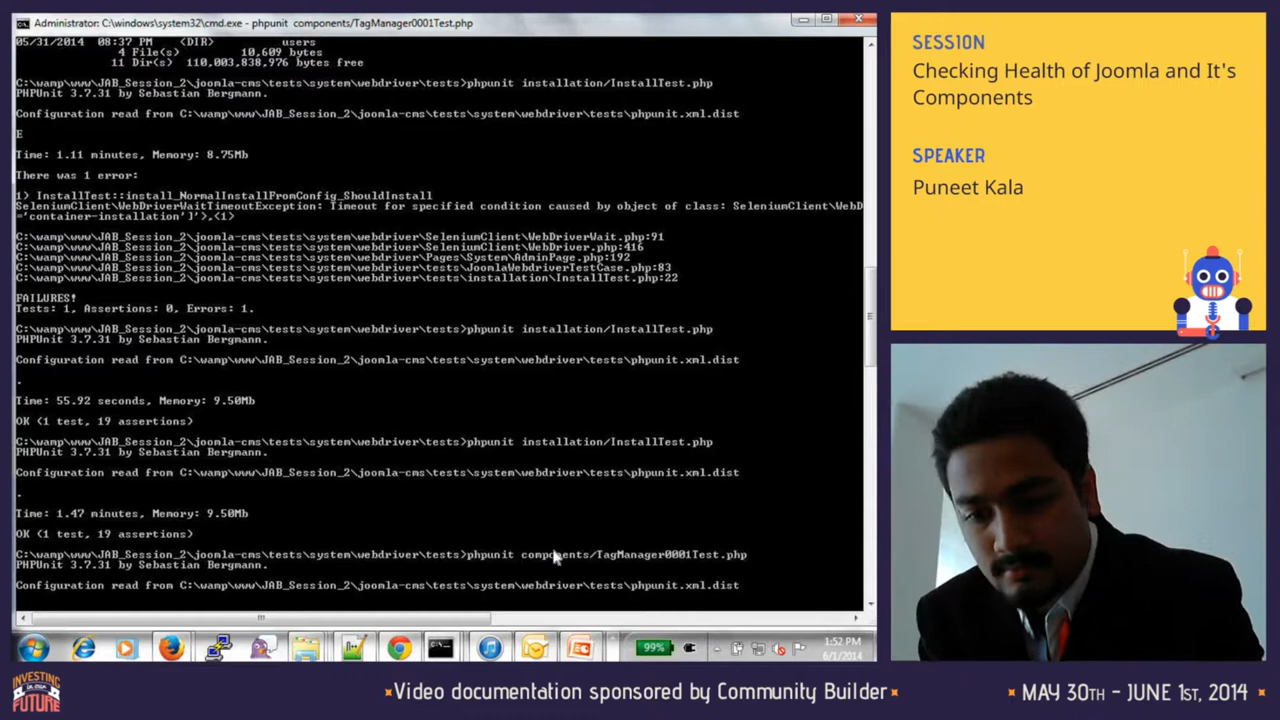 Administrator: C:\windows\system32\cmd.exe - phpunit components/TagManager0001Test.php
05/31/2014 08:37 PM <DIR> users
4 File(s) 10,609 bytes
11 Dir(s) 110,003,838,976 bytes free
C:\wamp\www\JAB_Session_2\joomla-cms\tests\system\webdriver\tests>phpunit installation/InstallTest.php
PHPUnit 3.7.31 by Sebastian Bergmann.
Configuration read from C:\wamp\www\JAB_Session_2\joomla-cms\tests\system\webdriver\tests\phpunit.xml.dist
E
Time: 1.11 minutes, Memory: 8.75Mb
There was 1 error:
1) InstallTest::install_NormalInstallFromConfig_ShouldInstall
SeleniumClient\WebDriverWaitTimeoutException: Timeout for specified condition caused by object of class: SeleniumClient\WebD
='container-installation']'>,<1>
C:\wamp\www\JAB_Session_2\joomla-cms\tests\system\webdriver\SeleniumClient\WebDriverWait.php:91
C:\wamp\www\JAB_Session_2\joomla-cms\tests\system\webdriver\SeleniumClient\WebDriver.php:416
C:\wamp\www\JAB_Session_2\joomla-cms\tests\system\webdriver\Pages\System\AdminPage.php:192
C:\wamp\www\JAB_Session_2\joomla-cms\tests\system\webdriver\tests\JoomlaWebdriverTestCase.php:83
C:\wamp\www\JAB_Session_2\joomla-cms\tests\system\webdriver\tests\installation\InstallTest.php:22
FAILURES!
Tests: 1, Assertions: 0, Errors: 1.
C:\wamp\www\JAB_Session_2\joomla-cms\tests\system\webdriver\tests>phpunit installation/InstallTest.php
PHPUnit 3.7.31 by Sebastian Bergmann.
Configuration read from C:\wamp\www\JAB_Session_2\joomla-cms\tests\system\webdriver\tests\phpunit.xml.dist
.
Time: 55.92 seconds, Memory: 9.50Mb
OK (1 test, 19 assertions)
C:\wamp\www\JAB_Session_2\joomla-cms\tests\system\webdriver\tests>phpunit installation/InstallTest.php
PHPUnit 3.7.31 by Sebastian Bergmann.
Configuration read from C:\wamp\www\JAB_Session_2\joomla-cms\tests\system\webdriver\tests\phpunit.xml.dist
.
Time: 1.47 minutes, Memory: 9.50Mb
OK (1 test, 19 assertions)
C:\wamp\www\JAB_Session_2\joomla-cms\tests\system\webdriver\tests>phpunit components/TagManager0001Test.php
PHPUnit 3.7.31 by Sebastian Bergmann.
Configuration read from C:\wamp\www\JAB_Session_2\joomla-cms\tests\system\webdriver\tests\phpunit.xml.dist
99%
1:52 PM
6/1/2014
SESSION
Checking Health of Joomla and It's
Components
SPEAKER
Puneet Kala
INVESTING
IN OUR
FUTURE
Video documentation sponsored by Community Builder
MAY 30TH - JUNE 1ST, 2014